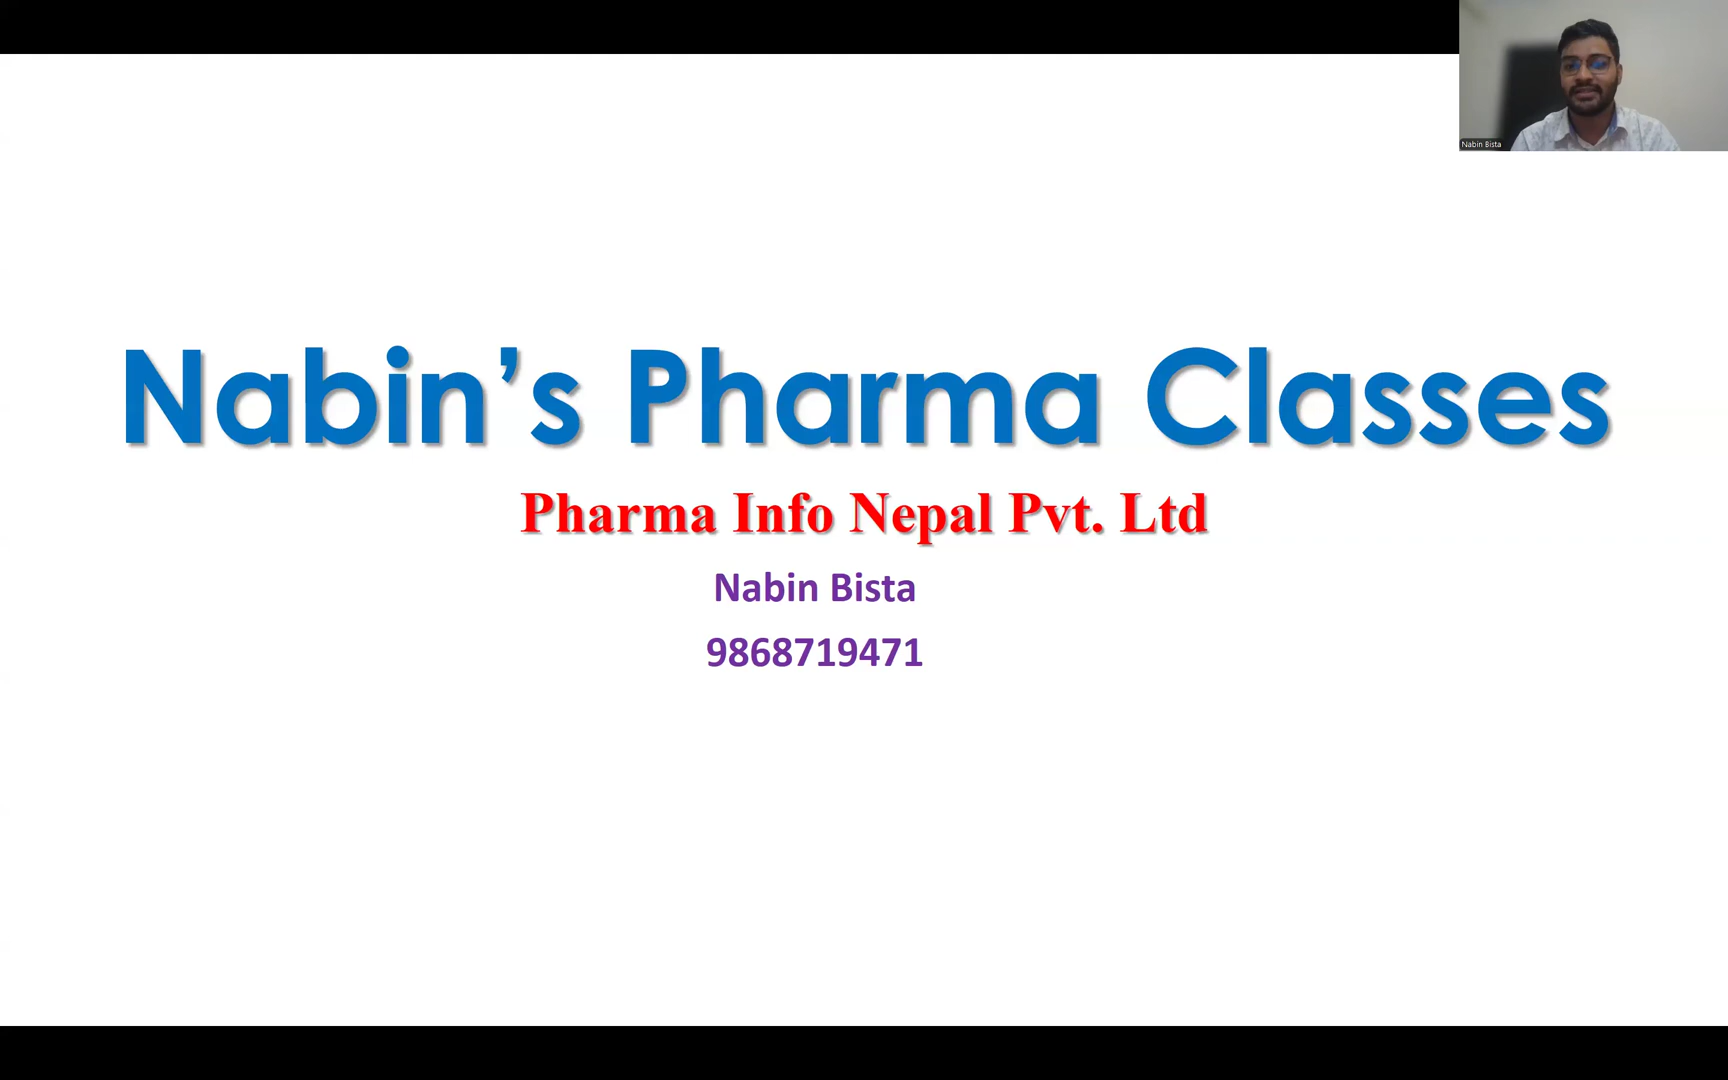 Nabin Bista
Nabin’s Pharma Classes
Pharma Info Nepal Pvt. Ltd
Nabin Bista
9868719471